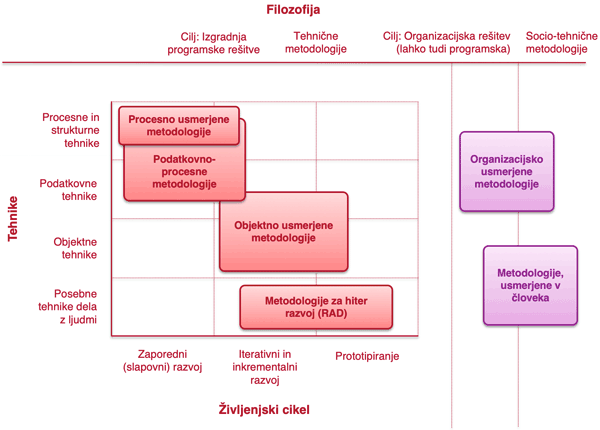 Filozofija
Cilj: Izgradnja
programske rešitve
Tehnične
metodologije
Cilj: Organizacijska rešitev
(lahko tudi programska)
Socio-tehnične
metodologije
Tehnike
Procesne in
strukturne
tehnike
Podatkovne
tehnike
Objektne
tehnike
Posebne
tehnike dela
z ljudmi
Procesno usmerjene
metodologije
Podatkovno-
procesne
metodologije
Objektno usmerjene
metodologije
Metodologije za hiter
razvoj (RAD)
Organizacijsko
usmerjene
metodologije
Metodologije,
usmerjene v
človeka
Zaporedni
(slapovni) razvoj
Iterativni in
inkrementalni
razvoj
Prototipiranje
Življenjski cikel